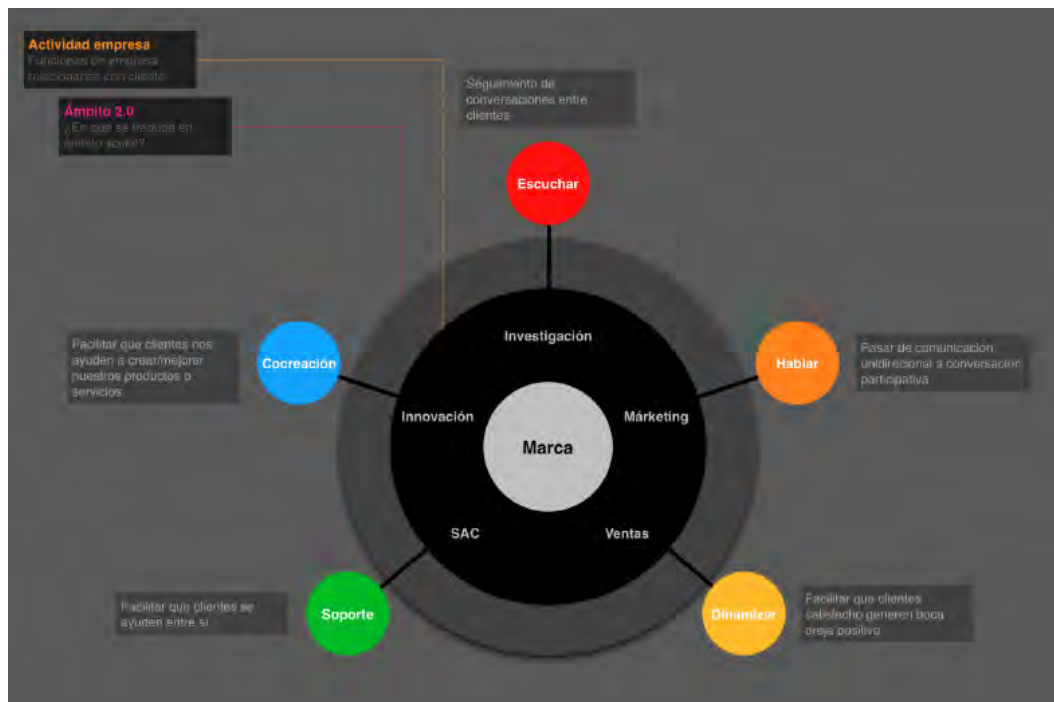 Actividad empresa
Funciones de empresa
relacionadas con cliente
Ámbito 2.0
¿En qué se traduce en
ámbito social?
Seguimiento de
conversaciones entre
clientes
Escuchar
Investigación
Facilitar que clientes nos
ayuden a crear/mejorar
nuestros productos o
servicios
Cocreación
Hablar
Pasar de comunicación
unidireccional a conversación
participativa
Innovación
Márketing
Marca
SAC
Ventas
Facilitar que clientes se
ayuden entre sí
Soporte
Dinamizar
Facilitar que clientes
satisfecho generen boca
oreja positivo